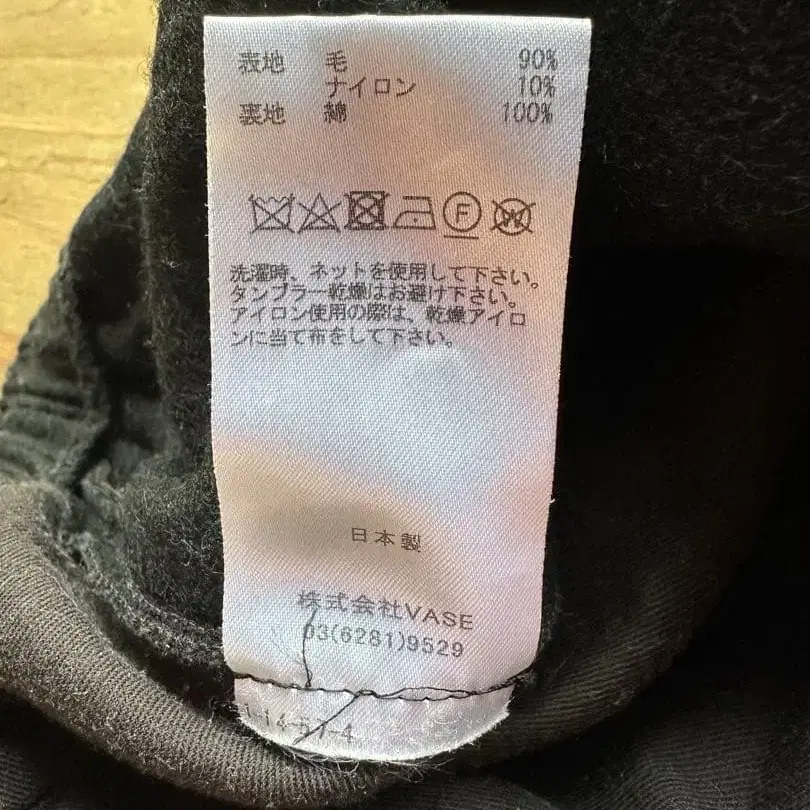 表地 毛 90%
ナイロン 10%
裏地 綿 100%
F W
洗濯時、ネットを使用して下さい。
タンブラー乾燥はお避け下さい。
アイロン使用の際は、乾燥アイロ
ンに当て布をして下さい。
日本製
株式会社VASE
03(6281)9529